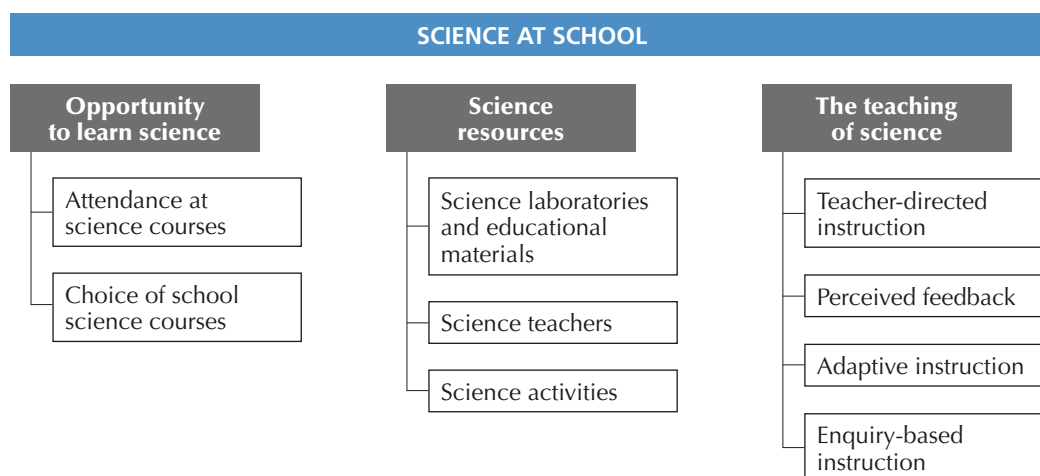 SCIENCE AT SCHOOL
Opportunity
to learn science
Attendance at
science courses
Choice of school
science courses
Science
resources
Science laboratories
and educational
materials
Science teachers
Science activities
The teaching
of science
Teacher-directed
instruction
Perceived feedback
Adaptive instruction
Enquiry-based
instruction